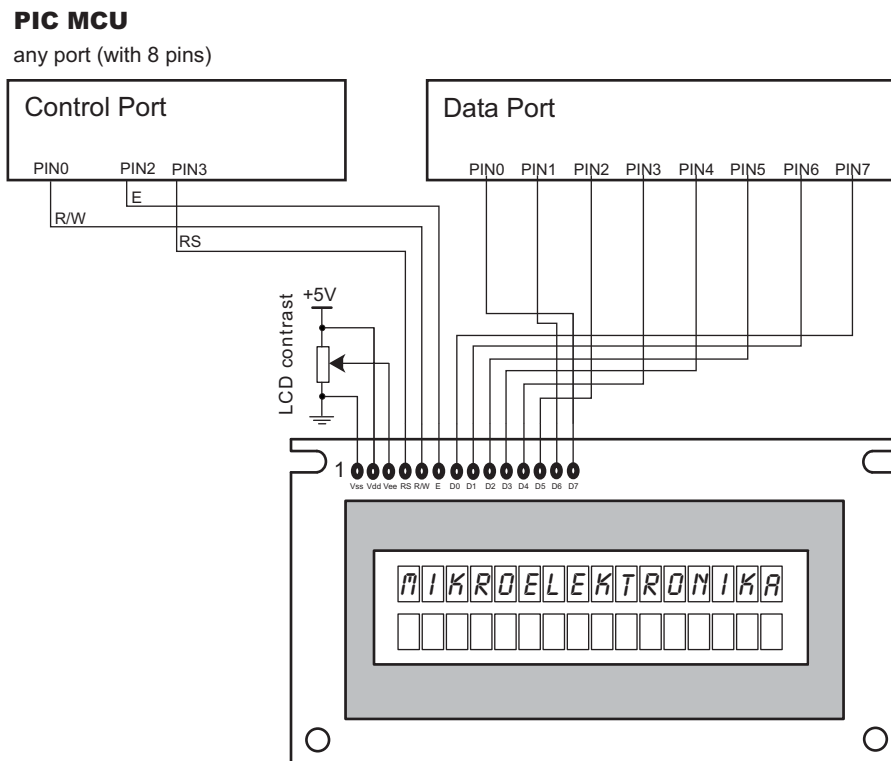 PIC MCU
any port (with 8 pins)
Control Port
Data Port
PIN0 PIN2 PIN3
PIN0 PIN1 PIN2 PIN3 PIN4 PIN5 PIN6 PIN7
E
R/W
RS
+5V
LCD contrast
1
Vss Vdd Vee RS R/W E D0 D1 D2 D3 D4 D5 D6 D7
MIKROELEKTRONIKA